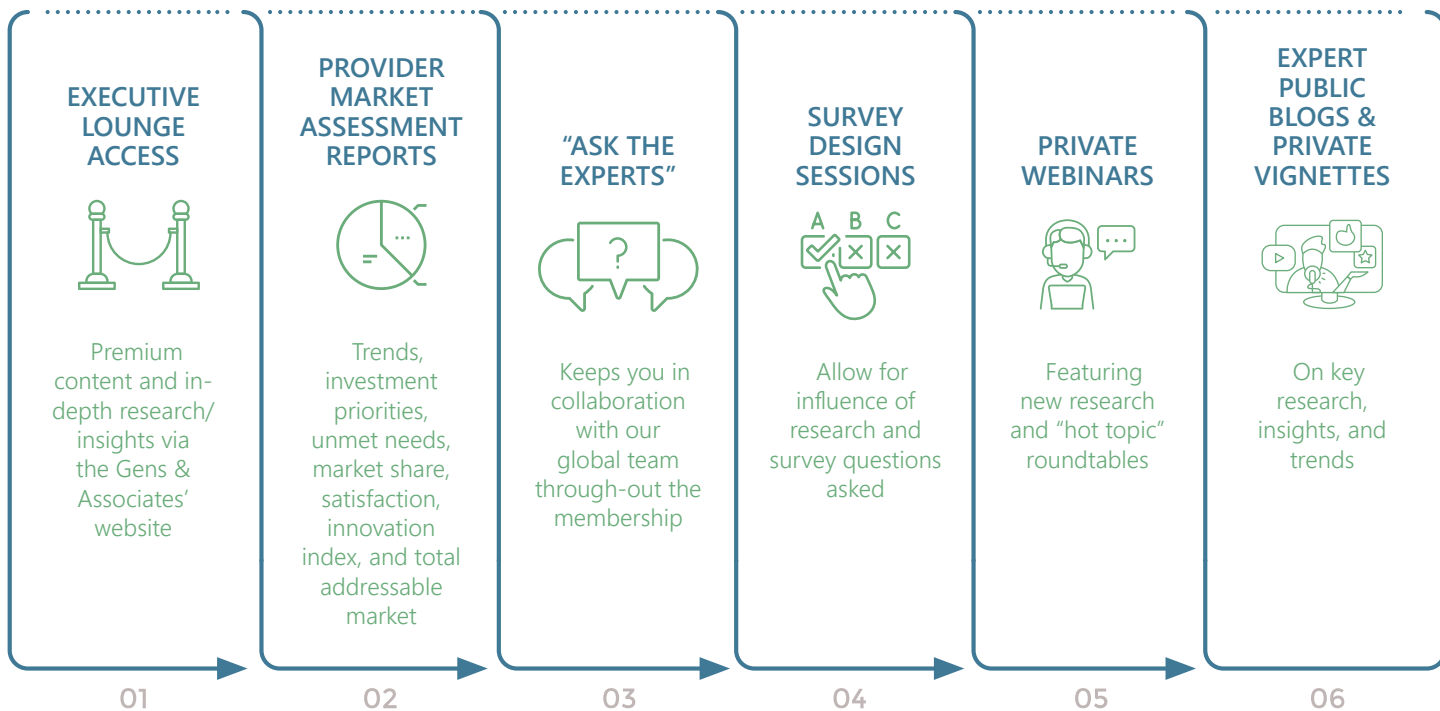 EXECUTIVE
LOUNGE
ACCESS
Premium
content and in-
depth research/
insights via
the Gens &
Associates’
website
01
PROVIDER
MARKET
ASSESSMENT
REPORTS
Trends,
investment
priorities,
unmet needs,
market share,
satisfaction,
innovation
index, and total
addressable
market
02
“ASK THE
EXPERTS”
?
Keeps you in
collaboration
with our
global team
through-out the
membership
03
SURVEY
DESIGN
SESSIONS
A B C
Allow for
influence of
research and
survey questions
asked
04
PRIVATE
WEBINARS
Featuring
new research
and “hot topic”
roundtables
05
EXPERT
PUBLIC
BLOGS &
PRIVATE
VIGNETTES
On key
research,
insights, and
trends
06